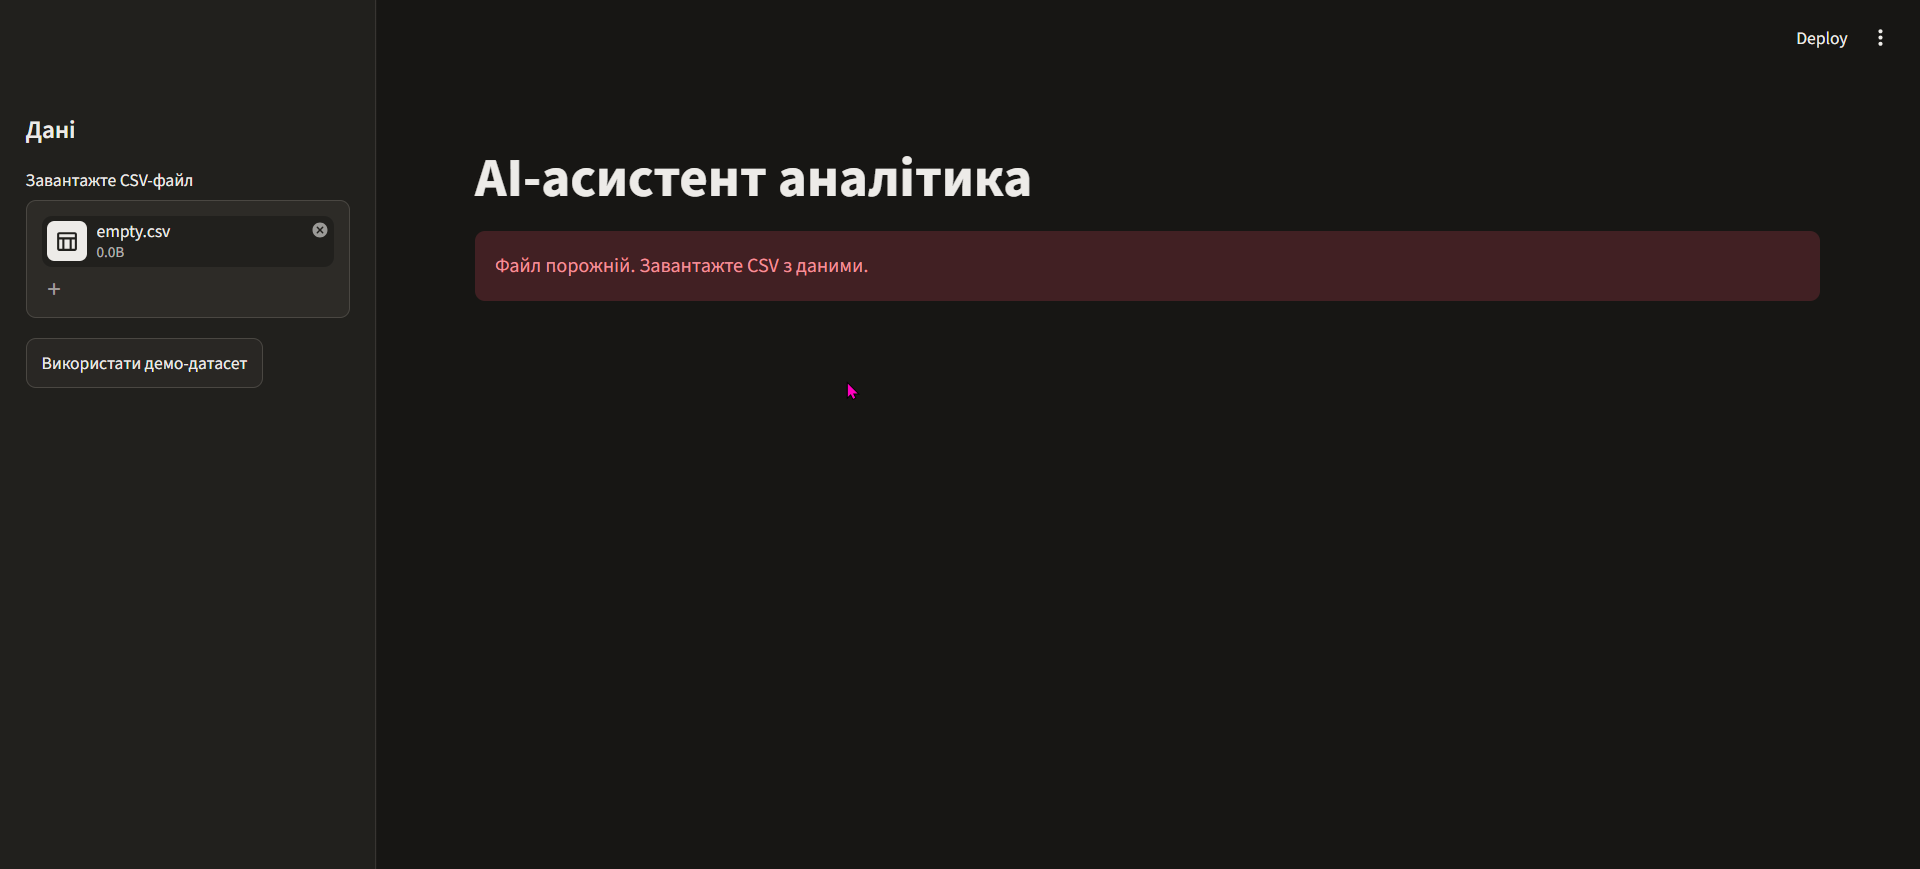 Deploy
Дані
Завантажте CSV-файл
empty.csv
0.0B
Використати демо-датасет
AI-асистент аналітика
Файл порожній. Завантажте CSV з даними.